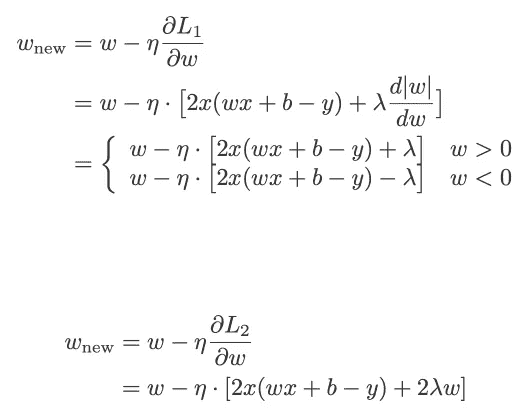 w_new = w − η ∂L₁/∂w
= w − η · [2x(wx + b − y) + λ d|w|/dw]
= { w − η · [2x(wx + b − y) + λ] w > 0
w − η · [2x(wx + b − y) − λ] w < 0
w_new = w − η ∂L₂/∂w
= w − η · [2x(wx + b − y) + 2λw]